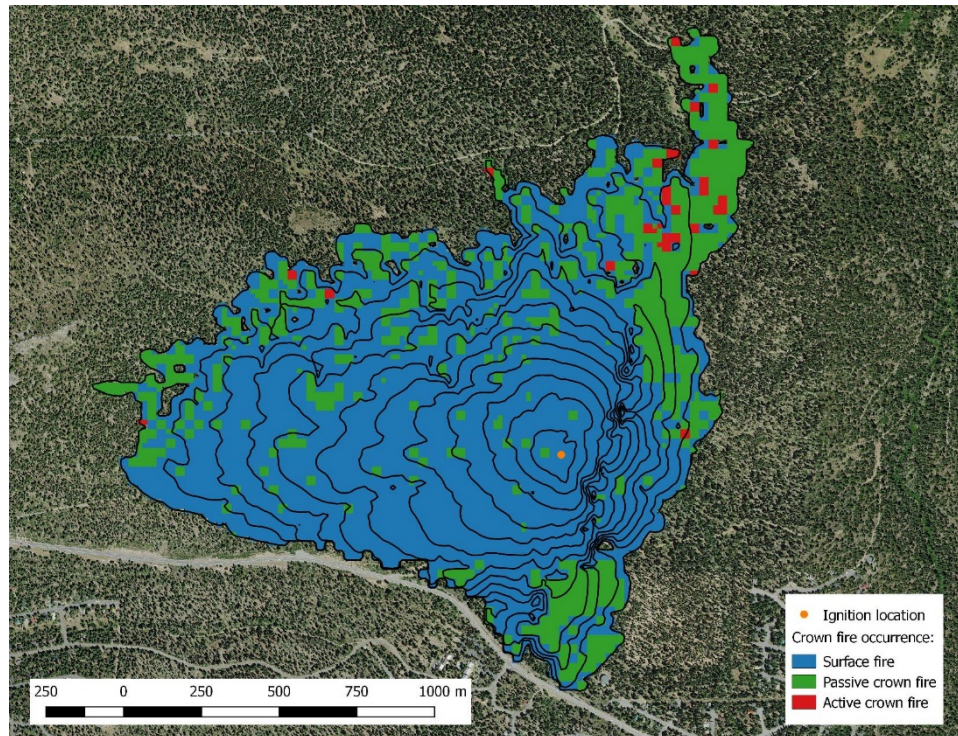 250 0 250 500 750 1000 m
Ignition location
Crown fire occurrence:
Surface fire
Passive crown fire
Active crown fire